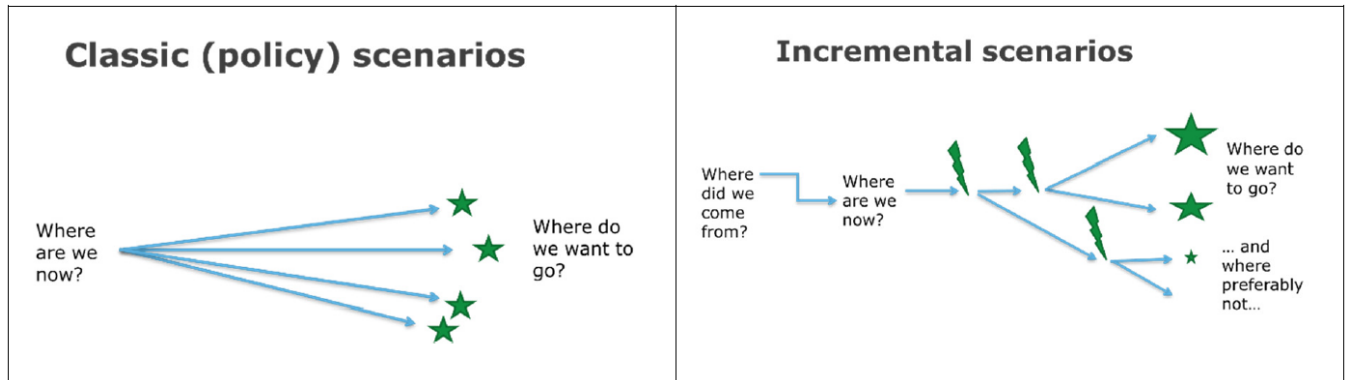 Classic (policy) scenarios
Where
are we
now?
Where do
we want to
go?
Incremental scenarios
Where
did we
come
from?
Where
are we
now?
Where do
we want
to go?
... and
where
preferably
not...